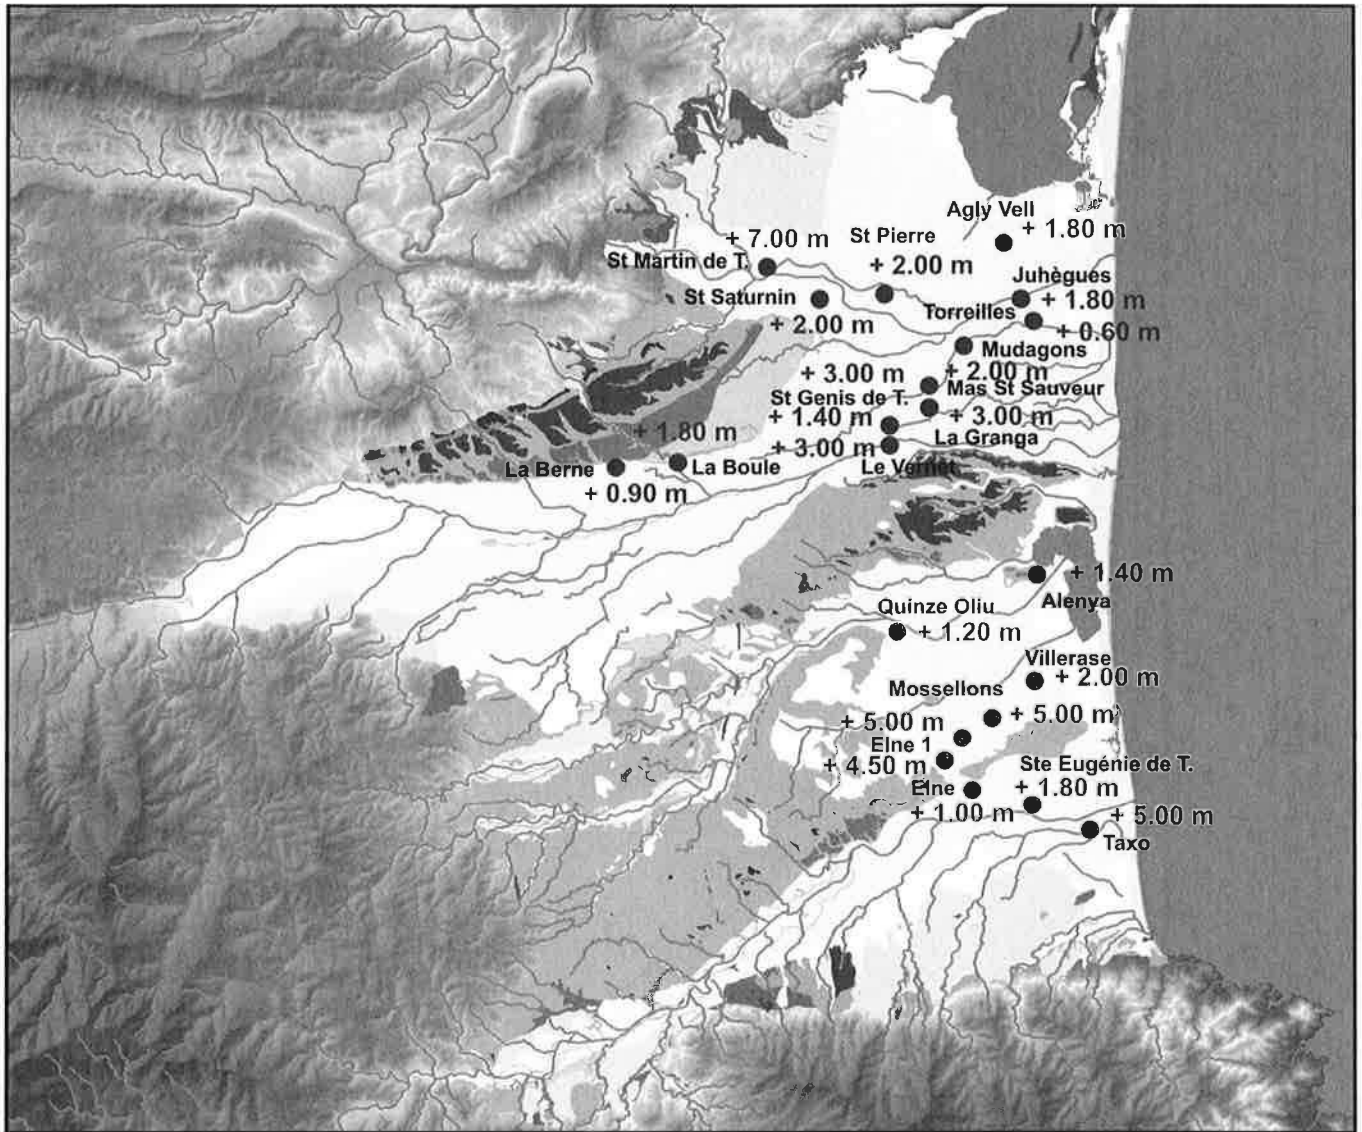 Agly Vell
+ 1.80 m
+ 7.00 m
St Pierre
St Martin de T.
+ 2.00 m
Juhègues
St Saturnin
+ 1.80 m
Torreilles
+ 2.00 m
+ 0.60 m
Mudagons
+ 3.00 m
+ 2.00 m
St Genis de T.
Mas St Sauveur
+ 1.40 m
+ 3.00 m
+ 1.80 m
La Granga
+ 3.00 m
La Berne
La Boule
Le Vernet
+ 0.90 m
+ 1.40 m
Alenya
Quinze Oliu
+ 1.20 m
Villerase
+ 2.00 m
Mossellons
+ 5.00 m
+ 5.00 m
Elne 1
+ 4.50 m
Ste Eugénie de T.
Elne
+ 1.80 m
+ 1.00 m
+ 5.00 m
Taxo